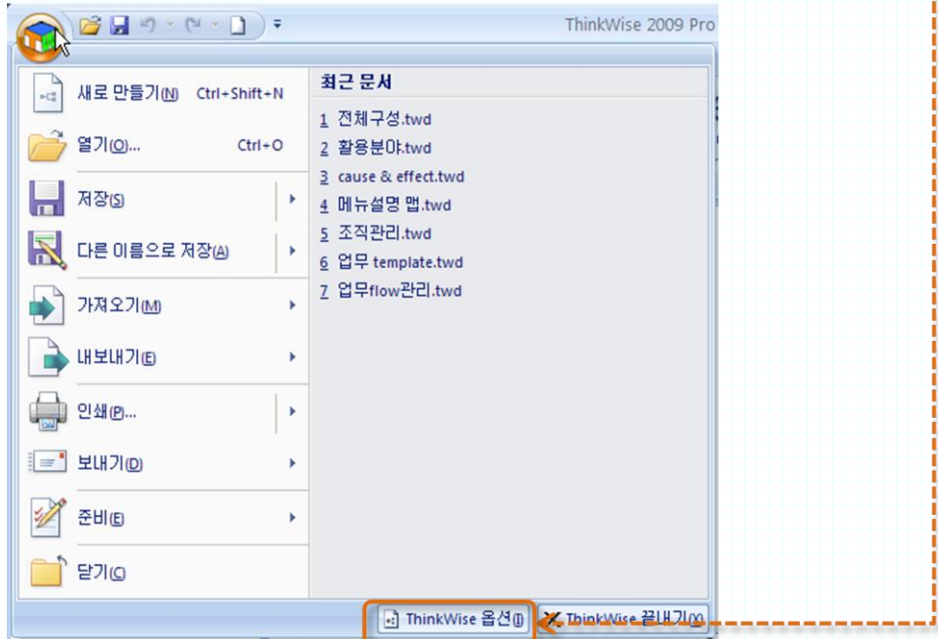 ThinkWise 2009 Pro
새로 만들기(N) Ctrl+Shift+N
열기(O)... Ctrl+O
저장(S)
다른 이름으로 저장(A)
가져오기(M)
내보내기(E)
인쇄(P)...
보내기(D)
준비(E)
닫기(C)
최근 문서
1 전체구성.twd
2 활용분야.twd
3 cause & effect.twd
4 메뉴설명 맵.twd
5 조직관리.twd
6 업무 template.twd
7 업무flow관리.twd
ThinkWise 옵션(I)
ThinkWise 끝내기(X)